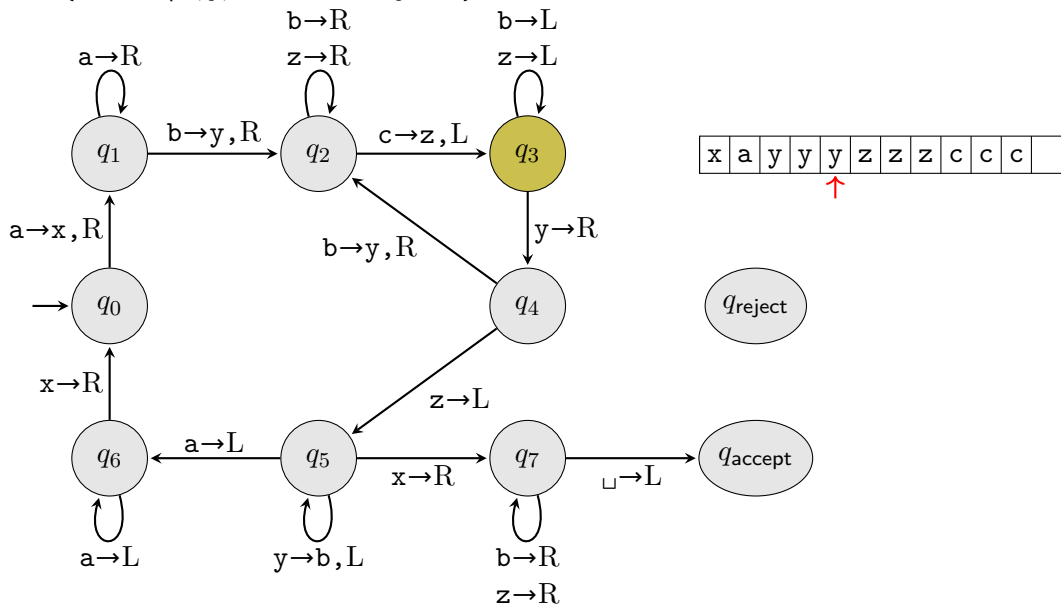 b→R
b→L
a→R
z→R
z→L
q1
b→y,R
q2
c→z,L
q3
x a y y y z z z c c c
a→x,R
b→y,R
y→R
q0
q4
qreject
x→R
z→L
q6
a→L
q5
x→R
q7
␣→L
qaccept
a→L
y→b,L
b→R
z→R